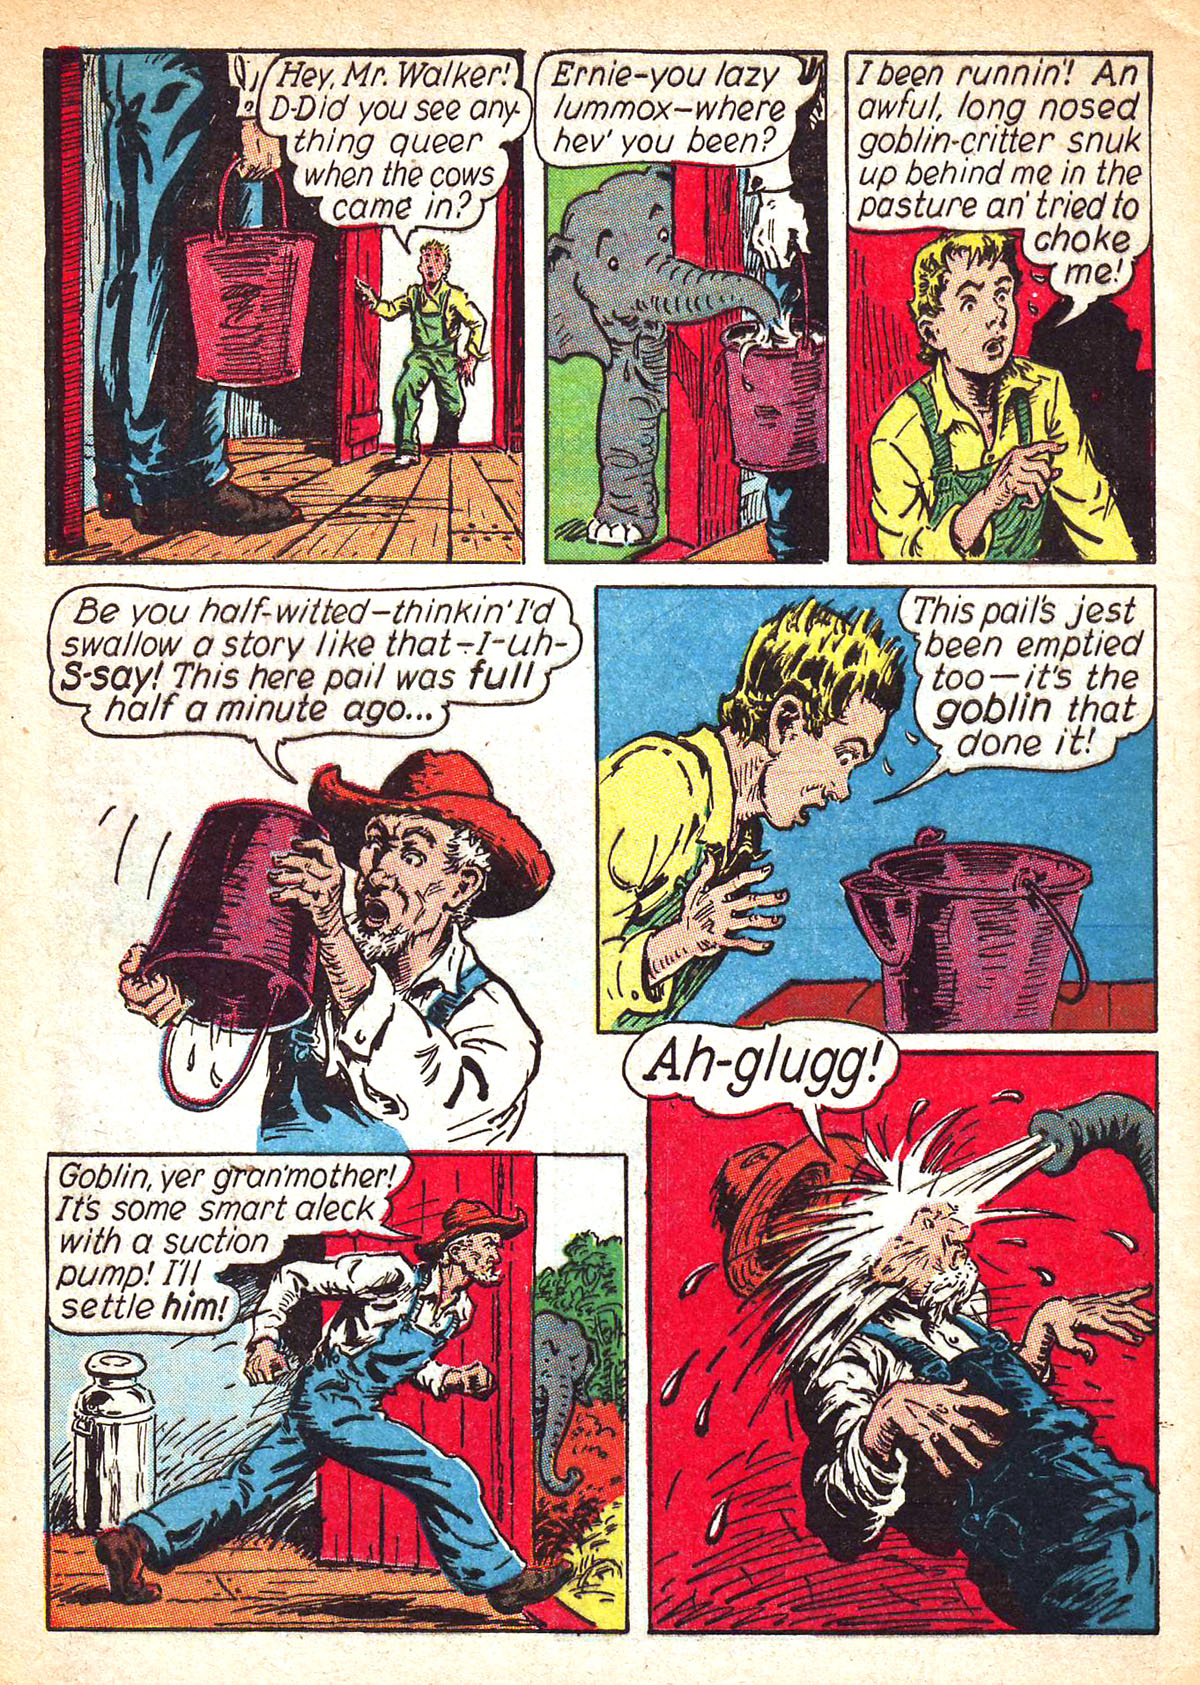 Hey, Mr. Walker!
D-Did you see any-
thing queer
when the cows
came in?
Ernie-you lazy
lummox-where
hev' you been?
I been runnin'! An
awful, long nosed
goblin-critter snuk
up behind me in the
pasture an' tried to
choke
me!
Be you half-witted-thinkin' I'd
swallow a story like that-I-uh-
S-say! This here pail was full
half a minute ago...
This pail's jest
been emptied
too-it's the
goblin that
done it!
Goblin, yer gran'mother!
It's some smart aleck
with a suction
pump! I'll
settle him!
Ah-glugg!